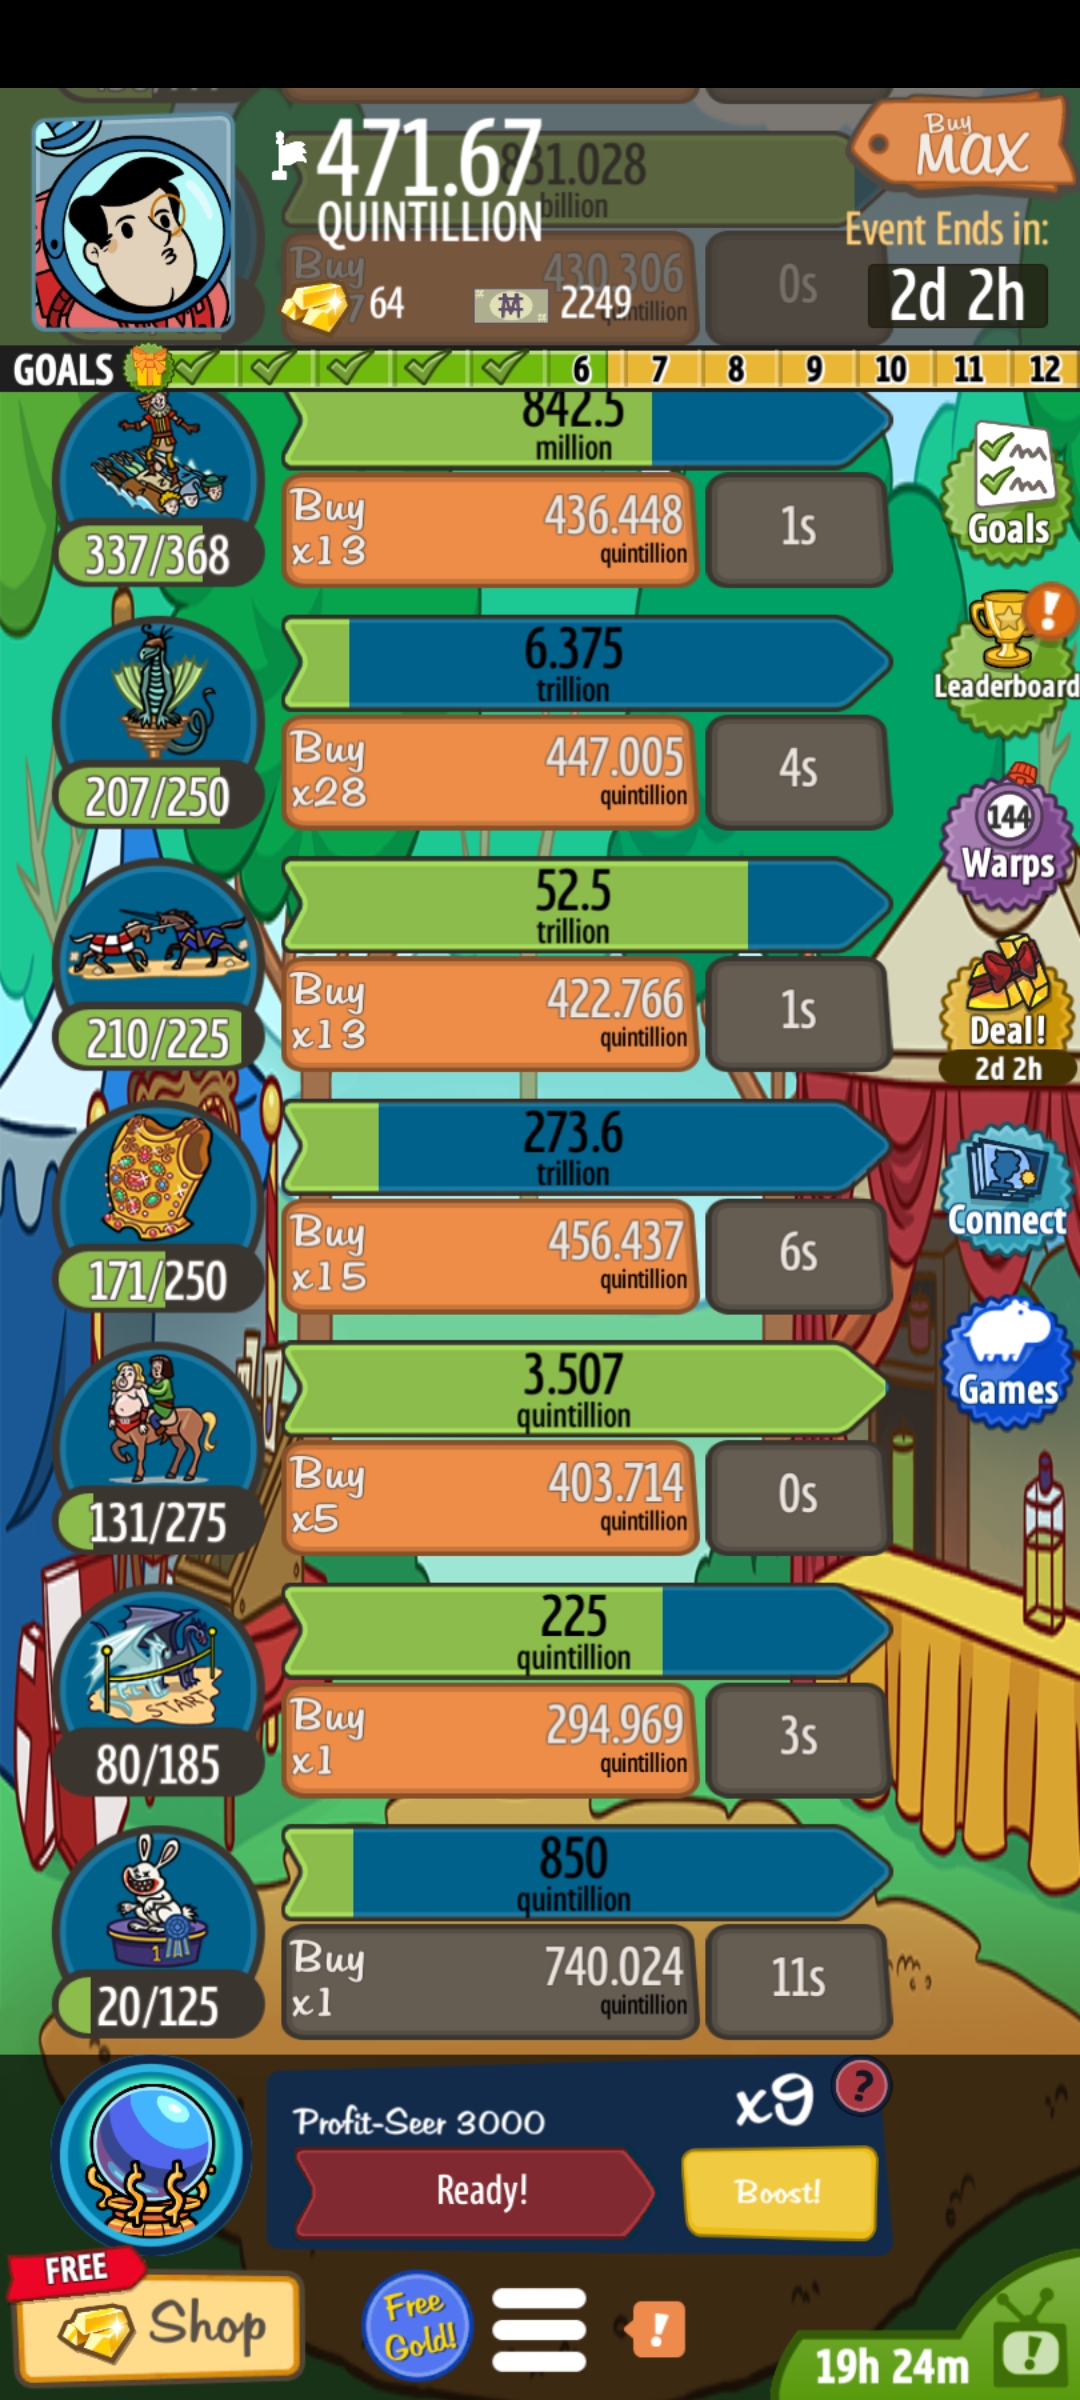 471.67
QUINTILLION
831.028
billion
Buy
MAX
Event Ends in:
2d 2h
Buy
430.306
quintillion
0s
64
2249
GOALS 6 7 8 9 10 11 12
842.5
million
Buy
x13
436.448
quintillion
1s
337/368
Goals
6.375
trillion
Buy
x28
447.005
quintillion
4s
207/250
Leaderboard
144
Warps
52.5
trillion
Buy
x13
422.766
quintillion
1s
210/225
Deal!
2d 2h
273.6
trillion
Buy
x15
456.437
quintillion
6s
171/250
Connect
3.507
quintillion
Buy
x5
403.714
quintillion
0s
131/275
Games
225
quintillion
START
Buy
x1
294.969
quintillion
3s
80/185
850
quintillion
1
Buy
x1
740.024
quintillion
11s
20/125
Profit-Seer 3000
x9
?
Ready!
Boost!
FREE
Shop
Free
Gold!
!
19h 24m
!